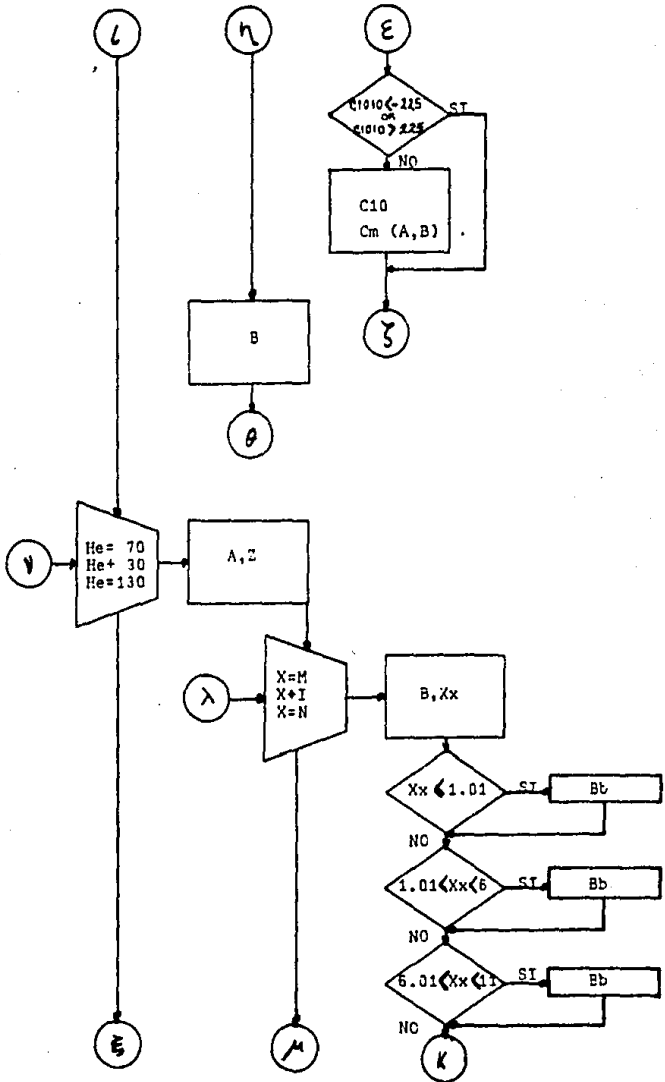 ι
η
ε
C1010<-225
OR
C1010>225
SI
NO
C10
Cm (A,B)
ζ
B
θ
ν
He= 70
He+ 30
He=130
A,Z
λ
X=M
X+I
X=N
B,Xx
Xx ≤1.01
SI
Bb
NO
1.01≤Xx≤6
SI
Bb
NO
6.01≤Xx≤11
SI
Bb
NO
ξ
μ
K